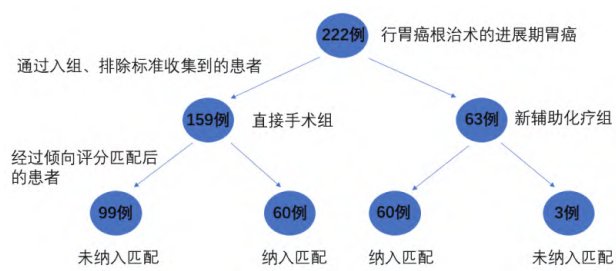 222例
行胃癌根治术的进展期胃癌
通过入组、排除标准收集到的患者
159例
直接手术组
63例
新辅助化疗组
经过倾向评分匹配后
的患者
99例
60例
60例
3例
未纳入匹配
纳入匹配
纳入匹配
未纳入匹配